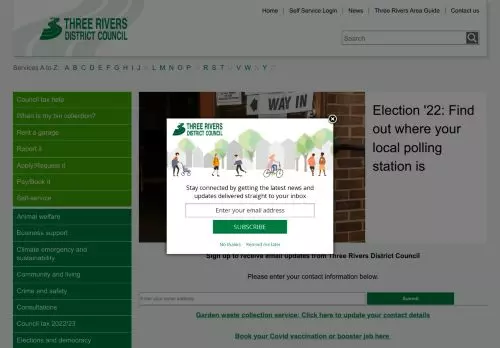 Home | Self Service Login | News | Three Rivers Area Guide | Contact us
THREE RIVERS
DISTRICT COUNCIL
Search
Services A to Z: A B C D E F G H I J L M N O P R S T V W Y
Council tax help
When is my bin collection?
Rent a garage
Report it
Apply/Request it
Pay/Book it
Self-service
Animal welfare
Business support
Climate emergency and
sustainability
Community and living
Crime and safety
Consultations
Council tax 2022/23
Elections and democracy
WAY IN
Election '22: Find
out where your
local polling
station is
THREE RIVERS
DISTRICT COUNCIL
Stay connected by getting the latest news and
updates delivered straight to your inbox
Enter your email address
SUBSCRIBE
No thanks Remind me later
Sign up to receive email updates from Three Rivers District Council
Please enter your contact information below.
Enter your email address
Submit
Garden waste collection service: Click here to update your contact details
Book your Covid vaccination or booster jab here